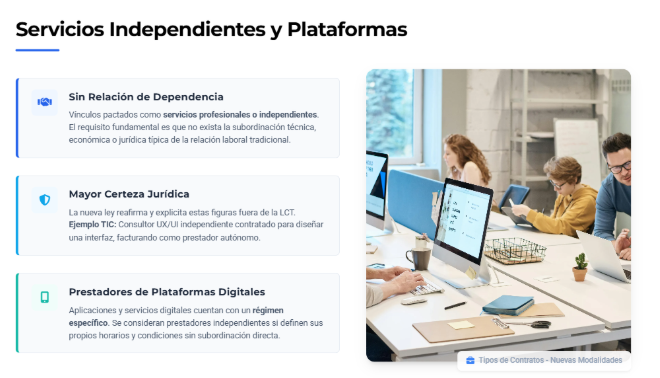 Servicios Independientes y Plataformas
Sin Relación de Dependencia
Vínculos pactados como servicios profesionales o independientes.
El requisito fundamental es que no exista la subordinación técnica,
económica o jurídica típica de la relación laboral tradicional.
Mayor Certeza Jurídica
La nueva ley reafirma y explicita estas figuras fuera de la LCT.
Ejemplo TIC: Consultor UX/UI independiente contratado para diseñar
una interfaz, facturando como prestador autónomo.
Prestadores de Plataformas Digitales
Aplicaciones y servicios digitales cuentan con un régimen
específico. Se consideran prestadores independientes si definen sus
propios horarios y condiciones sin subordinación directa.
Tipos de Contratos - Nuevas Modalidades